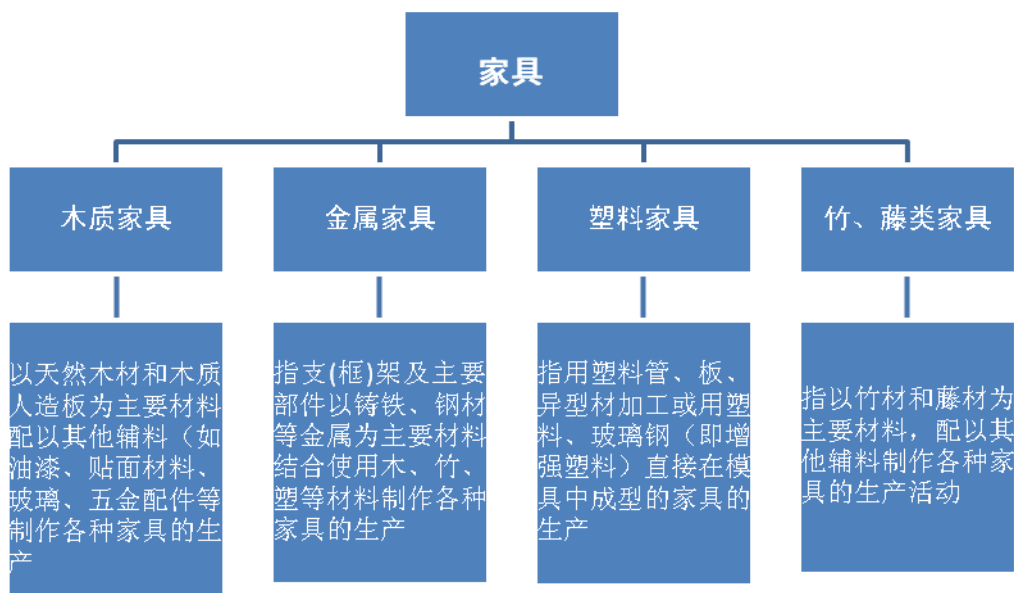 家具
木质家具
金属家具
塑料家具
竹、藤类家具
以天然木材和木质
人造板为主要材料
配以其他辅料（如
油漆、贴面材料、
玻璃、五金配件等
制作各种家具的生
产
指支(框)架及主要
部件以铸铁、钢材
等金属为主要材料
结合使用木、竹、
塑等材料制作各种
家具的生产
指用塑料管、板、
异型材加工或用塑
料、玻璃钢（即增
强塑料）直接在模
具中成型的家具的
生产
指以竹材和藤材为
主要材料，配以其
他辅料制作各种家
具的生产活动